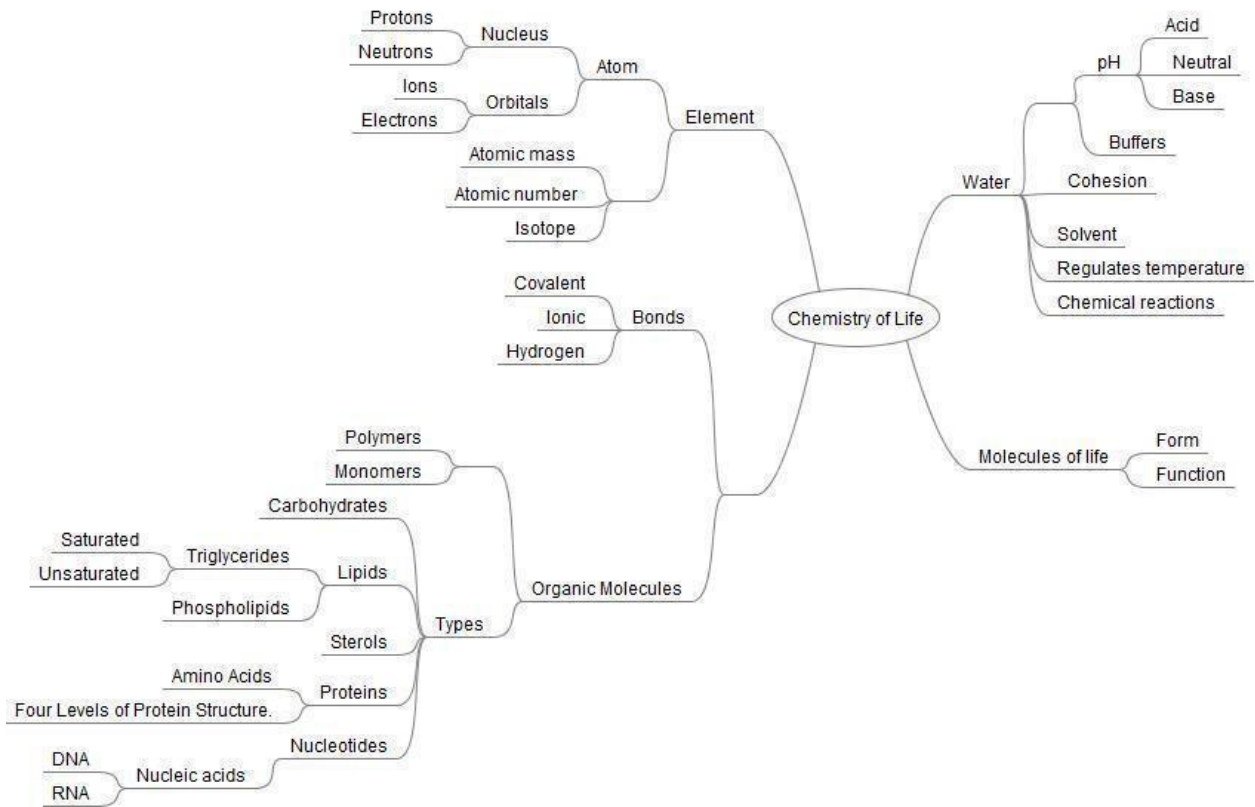 Chemistry of Life
Element
Atom
Nucleus
Protons
Neutrons
Orbitals
Ions
Electrons
Atomic mass
Atomic number
Isotope
Bonds
Covalent
Ionic
Hydrogen
Organic Molecules
Polymers
Monomers
Types
Carbohydrates
Lipids
Triglycerides
Saturated
Unsaturated
Phospholipids
Sterols
Proteins
Amino Acids
Four Levels of Protein Structure.
Nucleotides
Nucleic acids
DNA
RNA
Water
pH
Acid
Neutral
Base
Buffers
Cohesion
Solvent
Regulates temperature
Chemical reactions
Molecules of life
Form
Function